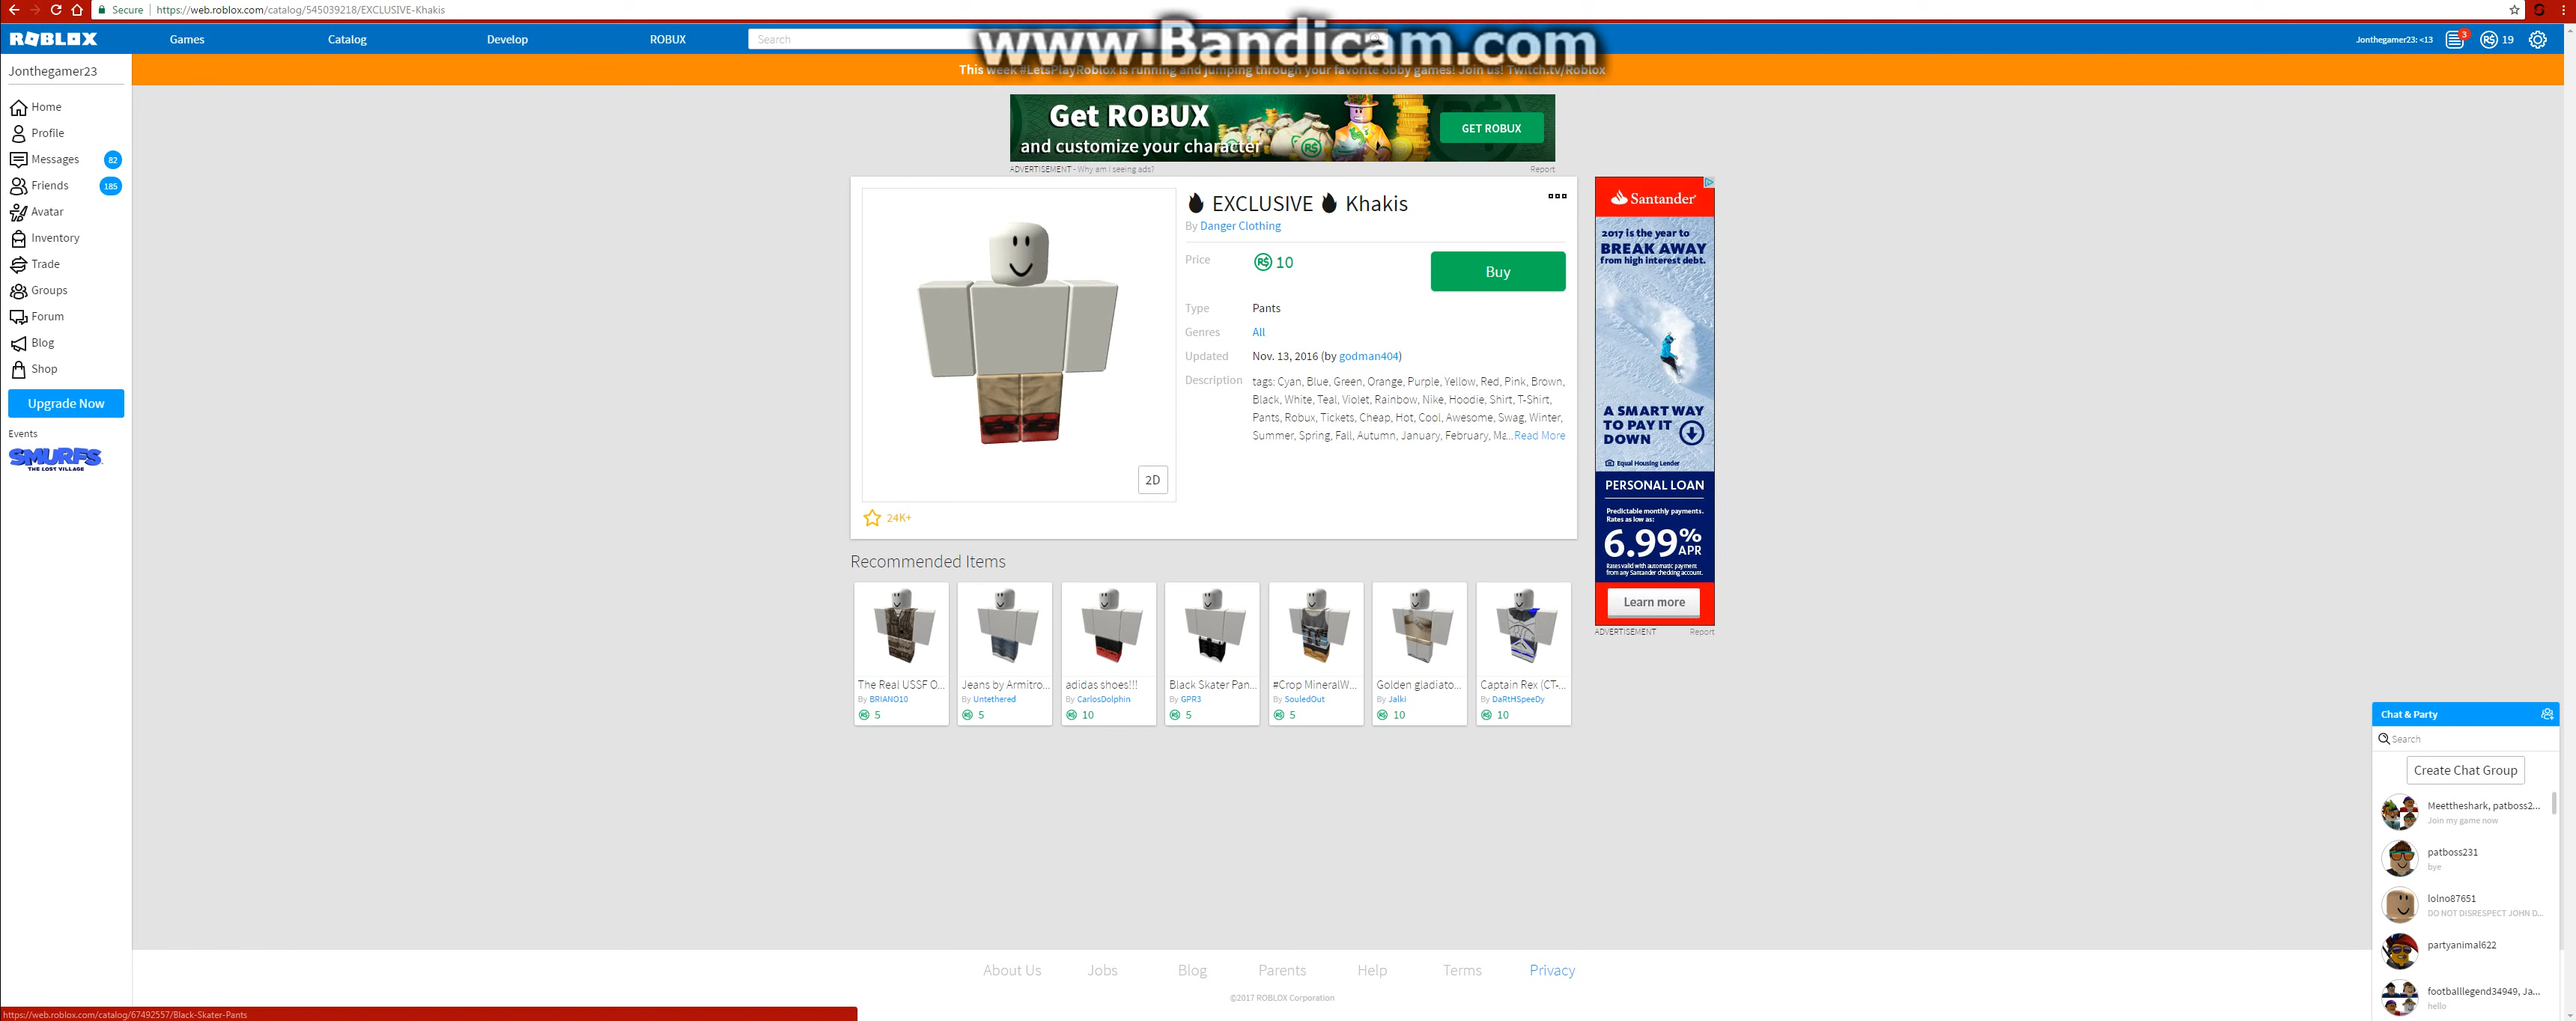 Secure
https://web.roblox.com/catalog/545039218/EXCLUSIVE-Khakis
www.Bandicam.com
ROBLOX
Games
Catalog
Develop
ROBUX
Search
Jonthegamer23: <13
3
19
This week #LetsPlayRoblox is running and jumping through your favorite obby games! Join us! Twitch.tv/Roblox
Jonthegamer23
Home
Profile
Messages 82
Friends 185
Avatar
Inventory
Trade
Groups
Forum
Blog
Shop
Upgrade Now
Events
SMURFS
THE LOST VILLAGE
Get ROBUX
and customize your character
GET ROBUX
ADVERTISEMENT - Why am I seeing ads?
Report
EXCLUSIVE Khakis
By Danger Clothing
Price R$ 10
Buy
Type Pants
Genres All
Updated Nov. 13, 2016 (by godman404)
Description tags: Cyan, Blue, Green, Orange, Purple, Yellow, Red, Pink, Brown,
Black, White, Teal, Violet, Rainbow, Nike, Hoodie, Shirt, T-Shirt,
Pants, Robux, Tickets, Cheap, Hot, Cool, Awesome, Swag, Winter,
Summer, Spring, Fall, Autumn, January, February, Ma...Read More
2D
24K+
Santander
2017 is the year to
BREAK AWAY
from high interest debt.
A SMART WAY
TO PAY IT
DOWN
Equal Housing Lender
PERSONAL LOAN
Predictable monthly payments.
Rates as low as:
6.99% APR
Rates valid with automatic payment
from any Santander checking account.
Learn more
ADVERTISEMENT
Report
Recommended Items
The Real USSF O...
By BRIANO10
5
Jeans by Armitro...
By Untethered
5
adidas shoes!!!
By CarlosDolphin
10
Black Skater Pan...
By GPR3
5
#Crop MineralW...
By SouledOut
5
Golden gladiato...
By Jalki
10
Captain Rex (CT-...
By DaRtHSpeeDy
10
Chat & Party
Search
Create Chat Group
Meettheshark, patboss2...
Join my game now
patboss231
bye
lolno87651
DO NOT DISRESPECT JOHN D...
partyanimal622
footballlegend34949, Ja...
hello
About Us
Jobs
Blog
Parents
Help
Terms
Privacy
©2017 ROBLOX Corporation
https://web.roblox.com/catalog/67492557/Black-Skater-Pants